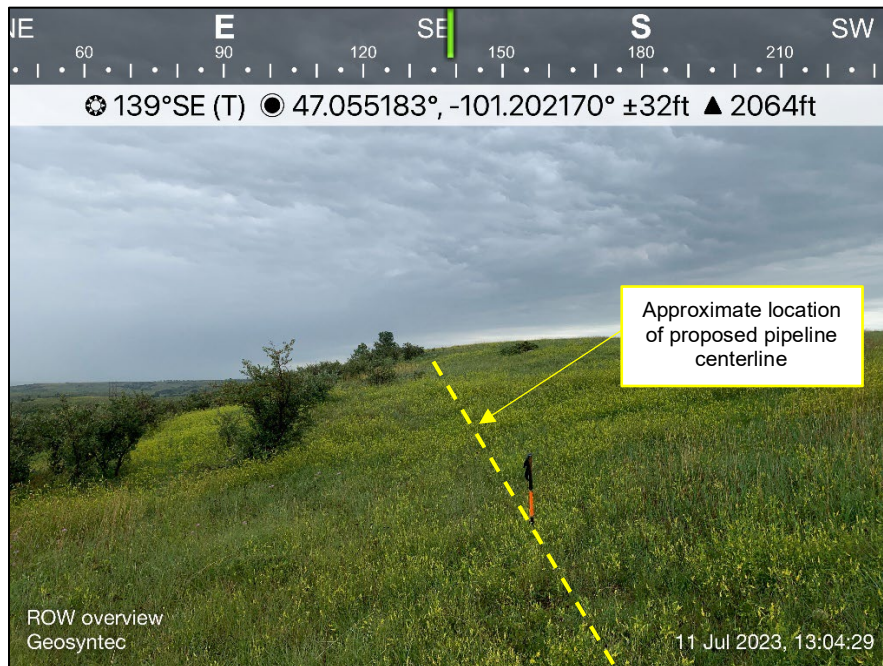 NE E SE S SW
60 90 120 150 180 210
139°SE (T) 47.055183°, -101.202170° ±32ft ▲ 2064ft
Approximate location
of proposed pipeline
centerline
ROW overview
Geosyntec
11 Jul 2023, 13:04:29